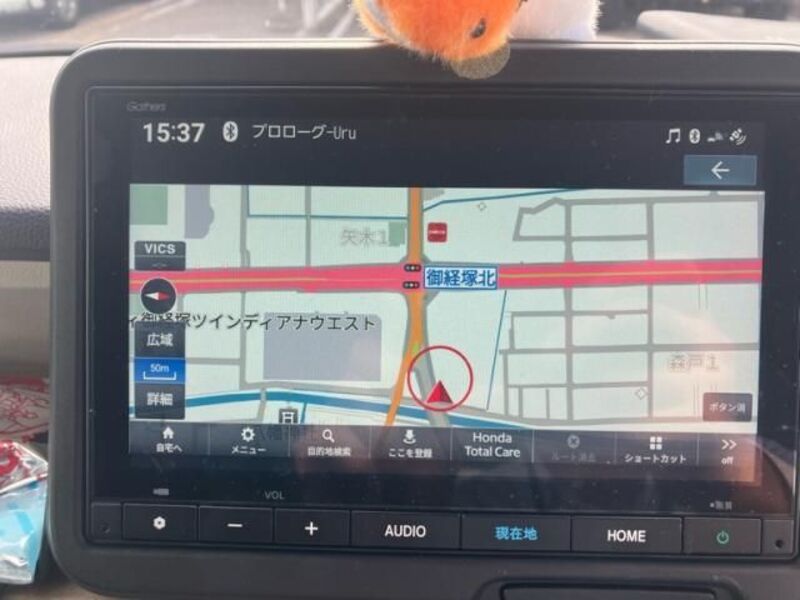 Gathers
15:37 プロローグ-Uru
矢木1
VICS
御経塚北
御経塚ツインディアナウエスト
広域
50m
森戸1
詳細
ボタン消
自宅へ メニュー 目的地検索 ここを登録 Honda Total Care ルート消去 ショートカット off
VOL
− + AUDIO 現在地 HOME